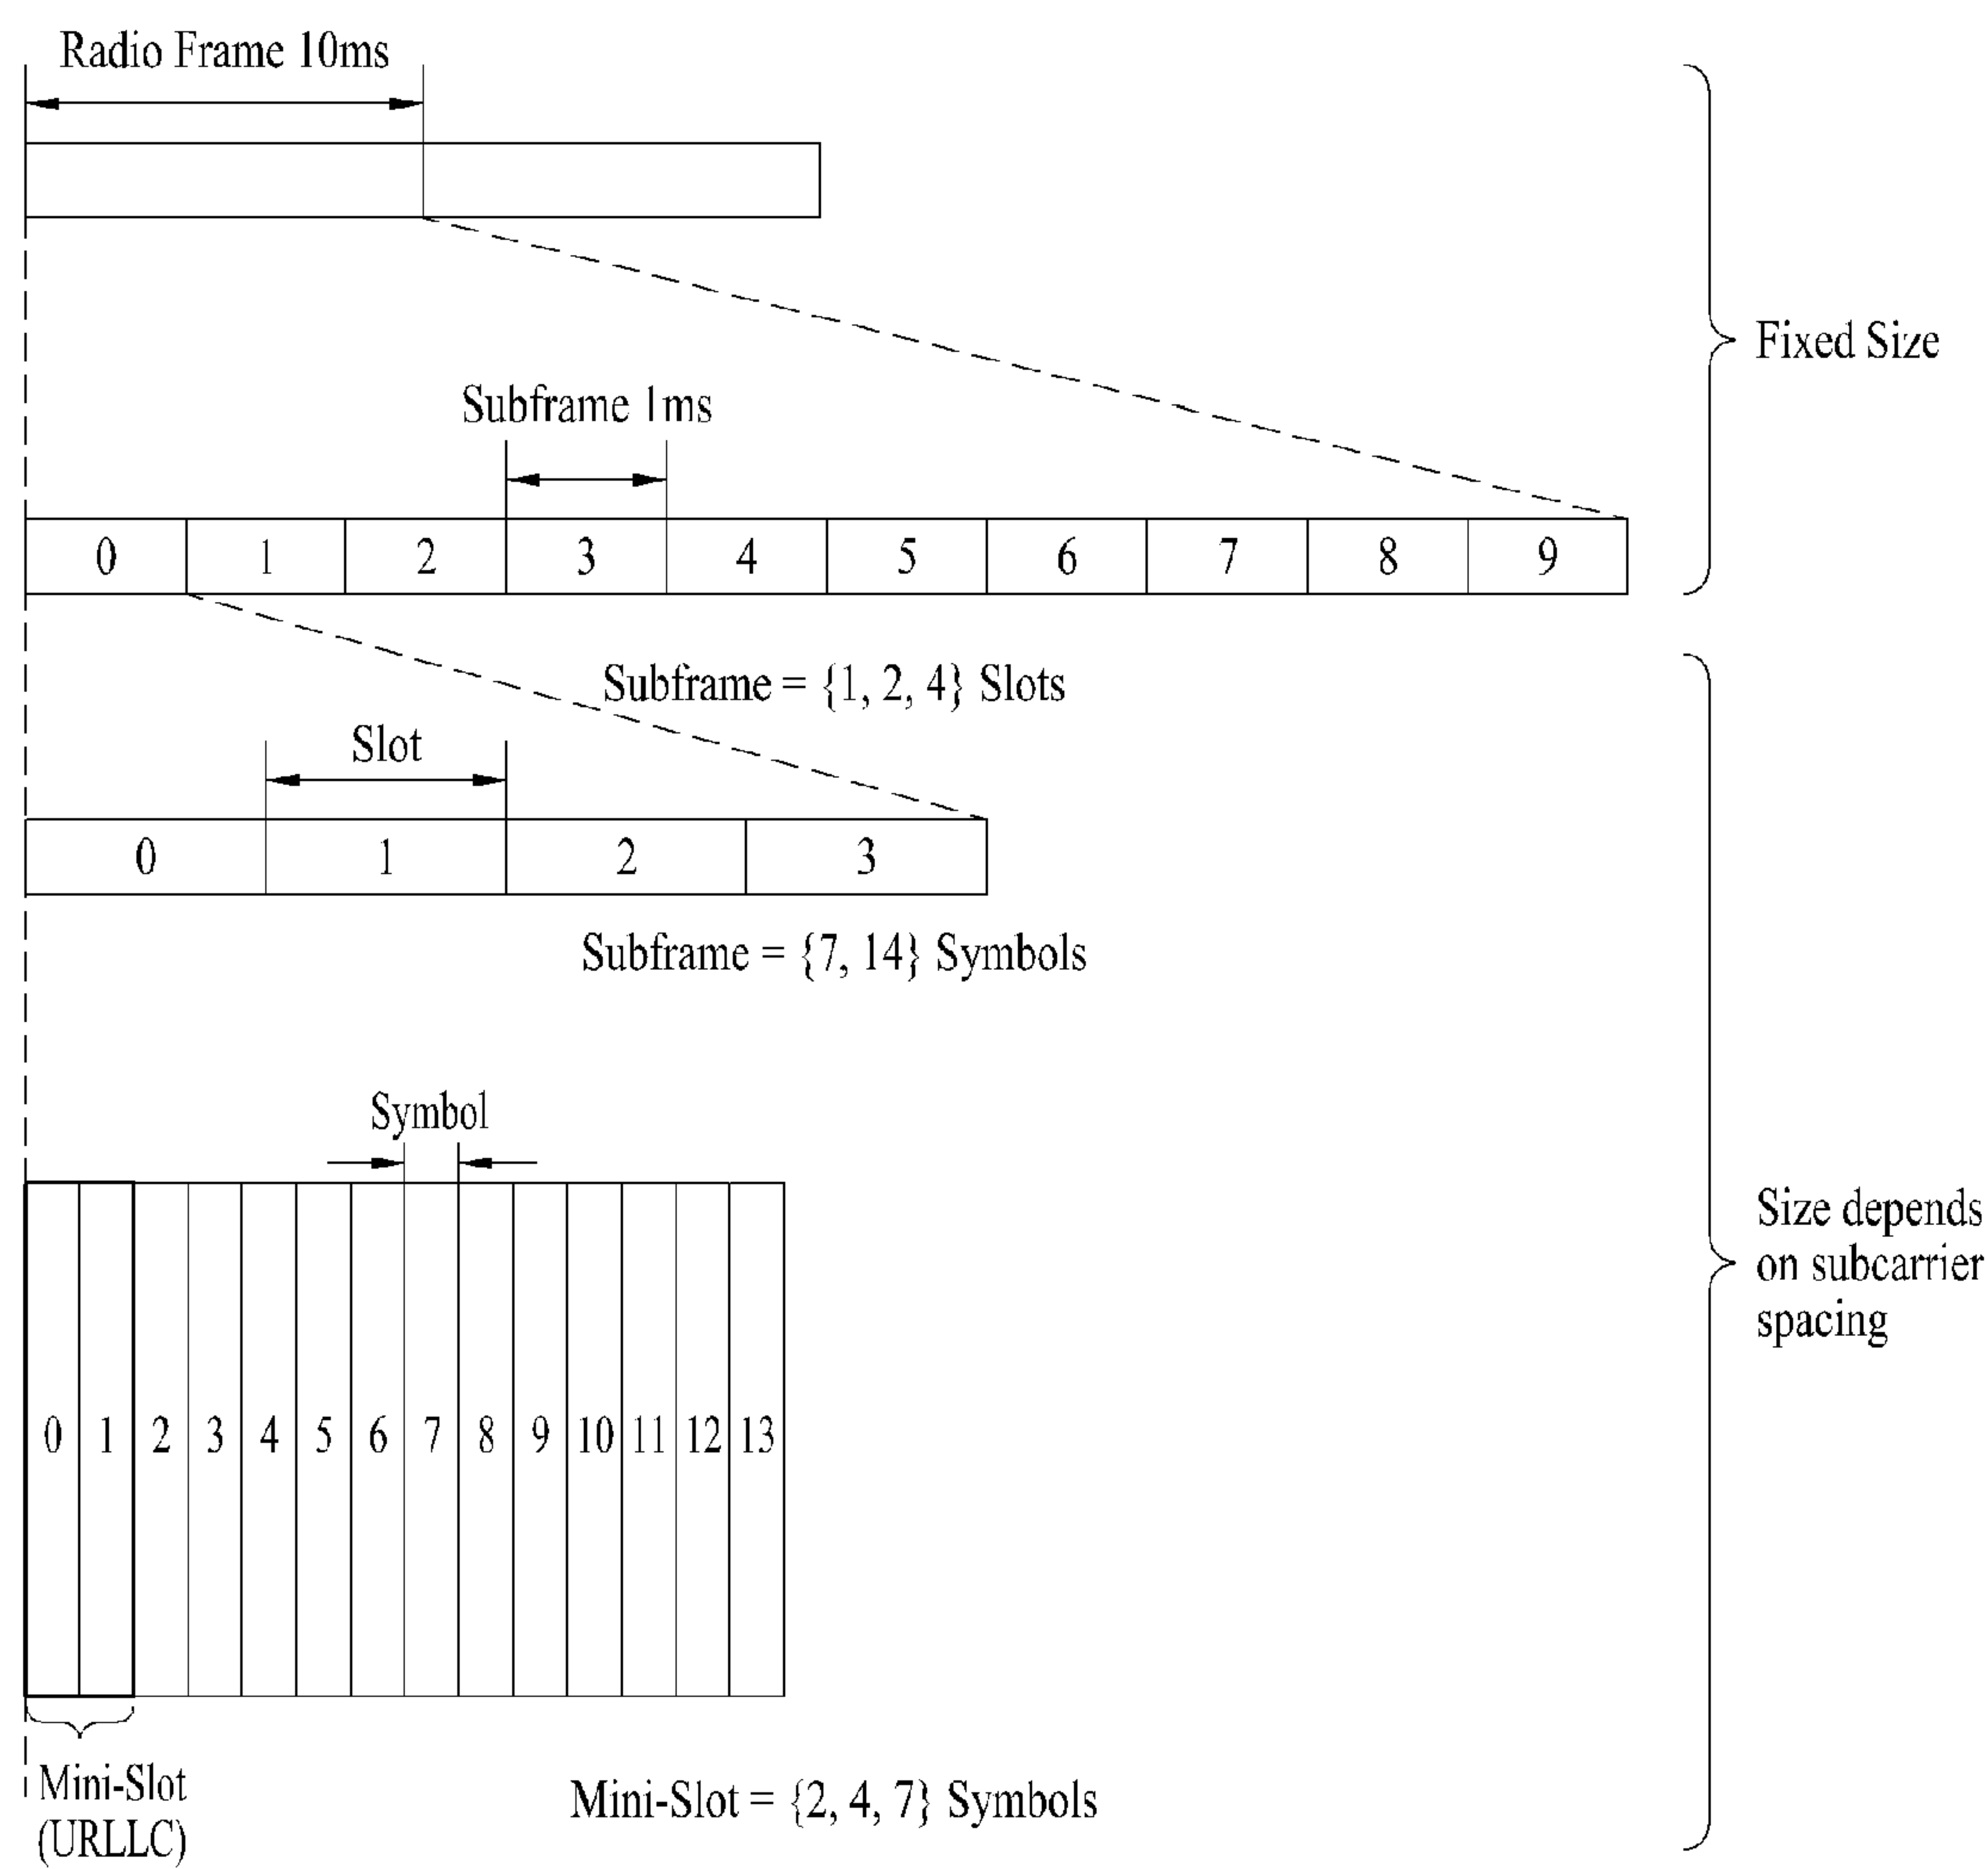 Radio Frame 10ms
Fixed Size
Subframe 1ms
0 1 2 3 4 5 6 7 8 9
Subframe = {1, 2, 4} Slots
Slot
0 1 2 3
Subframe = {7, 14} Symbols
Symbol
Size depends
on subcarrier
spacing
0 1 2 3 4 5 6 7 8 9 10 11 12 13
Mini-Slot
(URLLC)
Mini-Slot = {2, 4, 7} Symbols